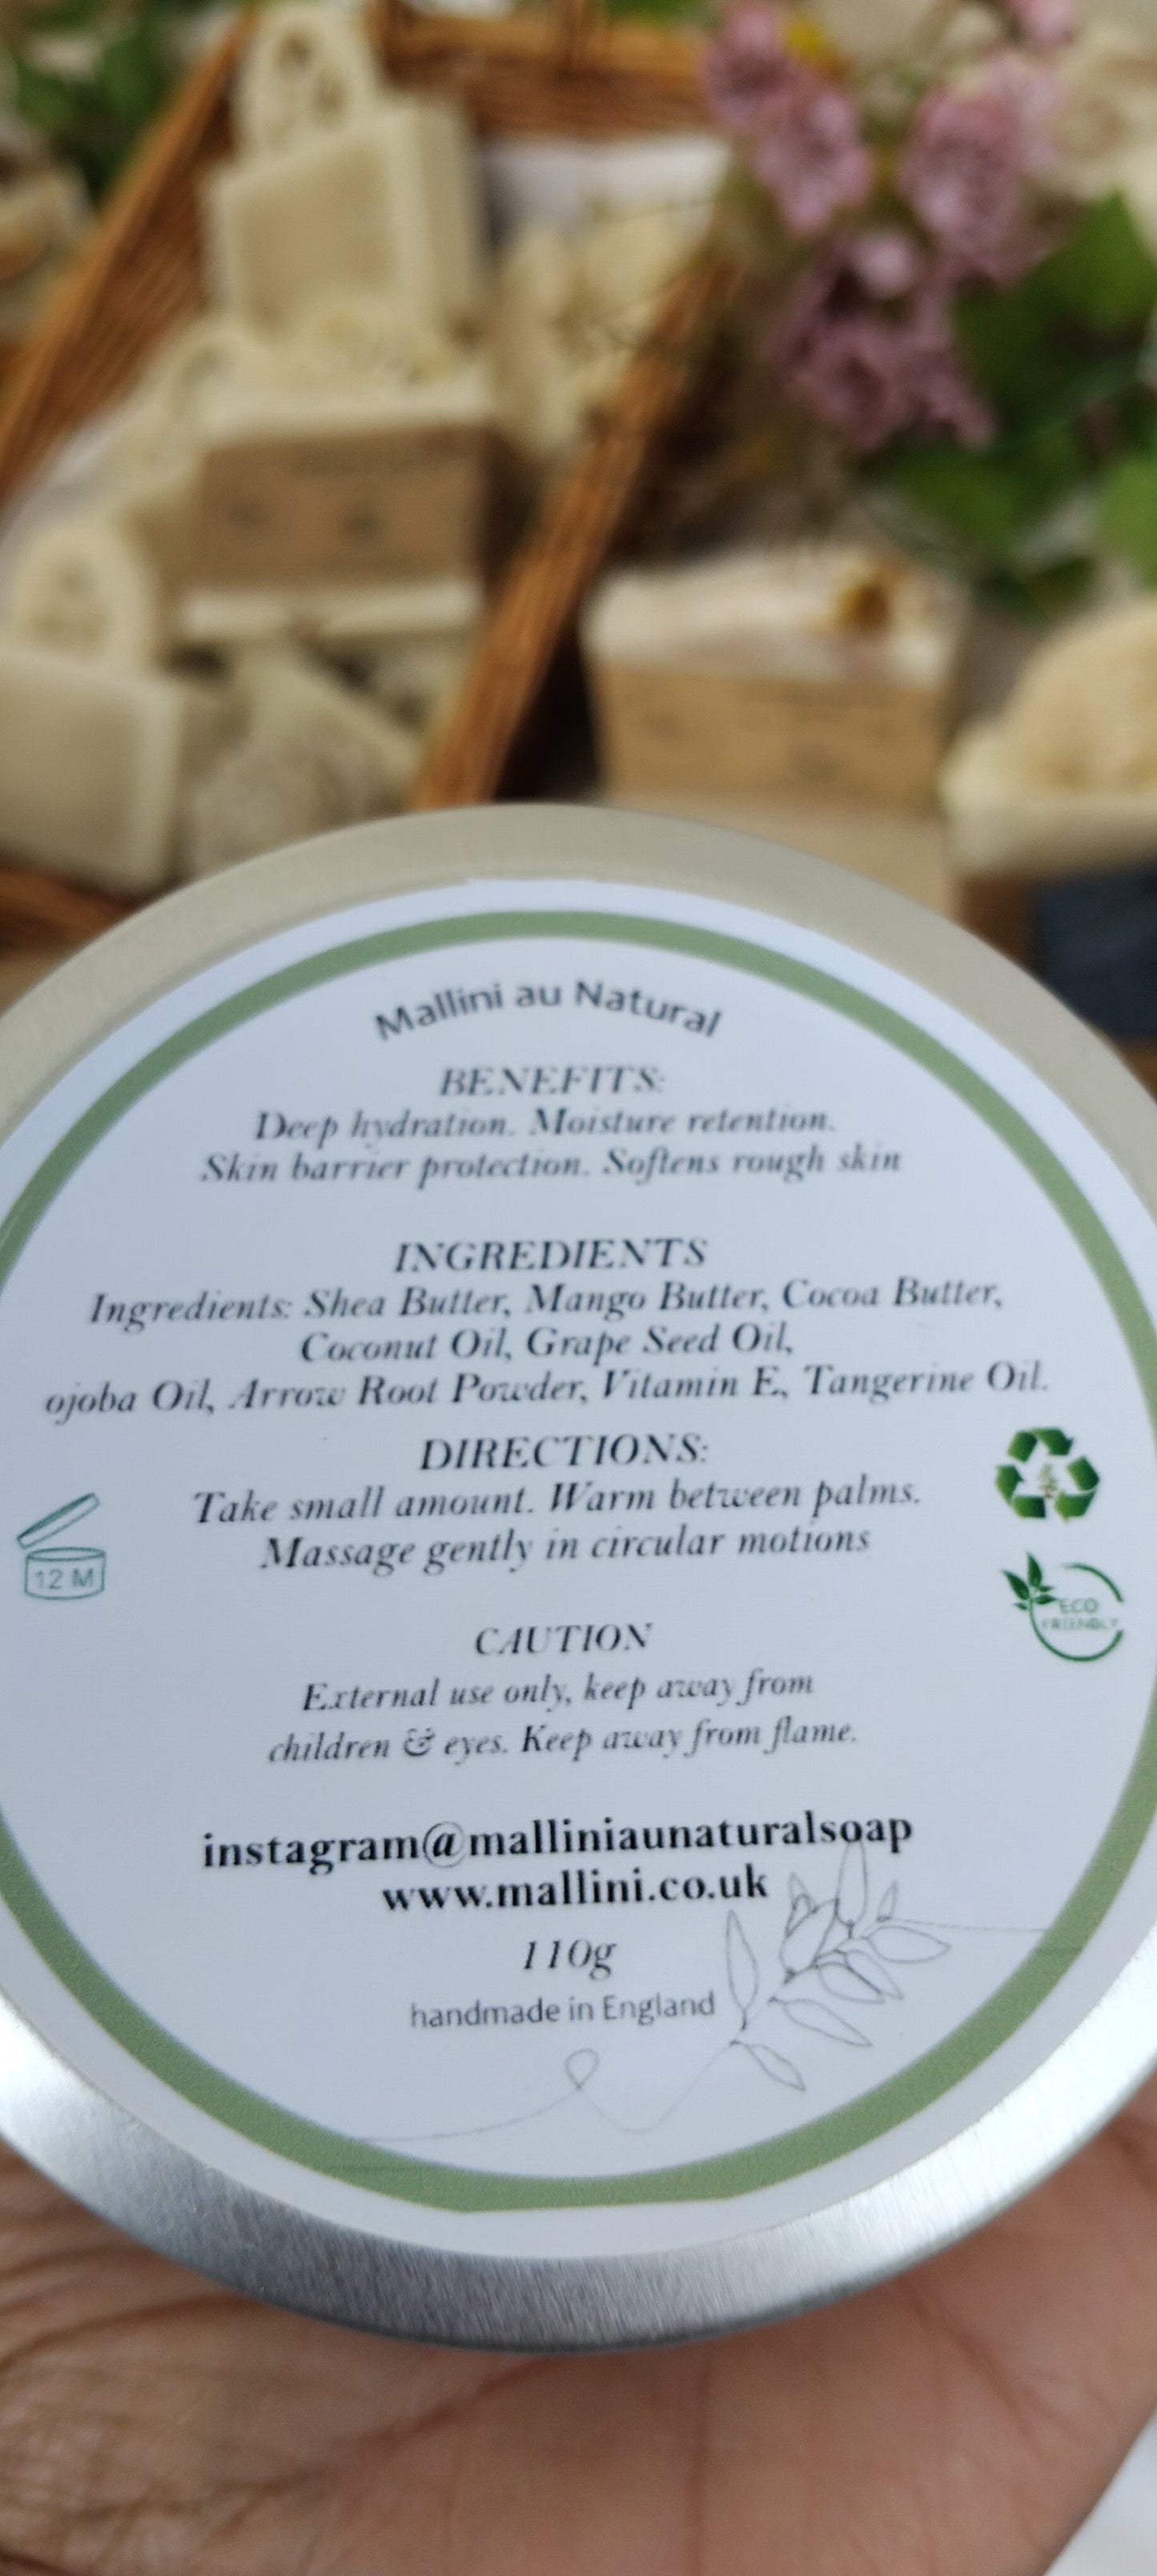 Mallini au Natural
BENEFITS:
Deep hydration. Moisture retention.
Skin barrier protection. Softens rough skin
INGREDIENTS
Ingredients: Shea Butter, Mango Butter, Cocoa Butter,
Coconut Oil, Grape Seed Oil,
ojoba Oil, Arrow Root Powder, Vitamin E, Tangerine Oil.
DIRECTIONS:
Take small amount. Warm between palms.
Massage gently in circular motions
12 M
ECO
FRIENDLY
CAUTION
External use only, keep away from
children & eyes. Keep away from flame.
instagram@malliniaunaturalsoap
www.mallini.co.uk
110g
handmade in England